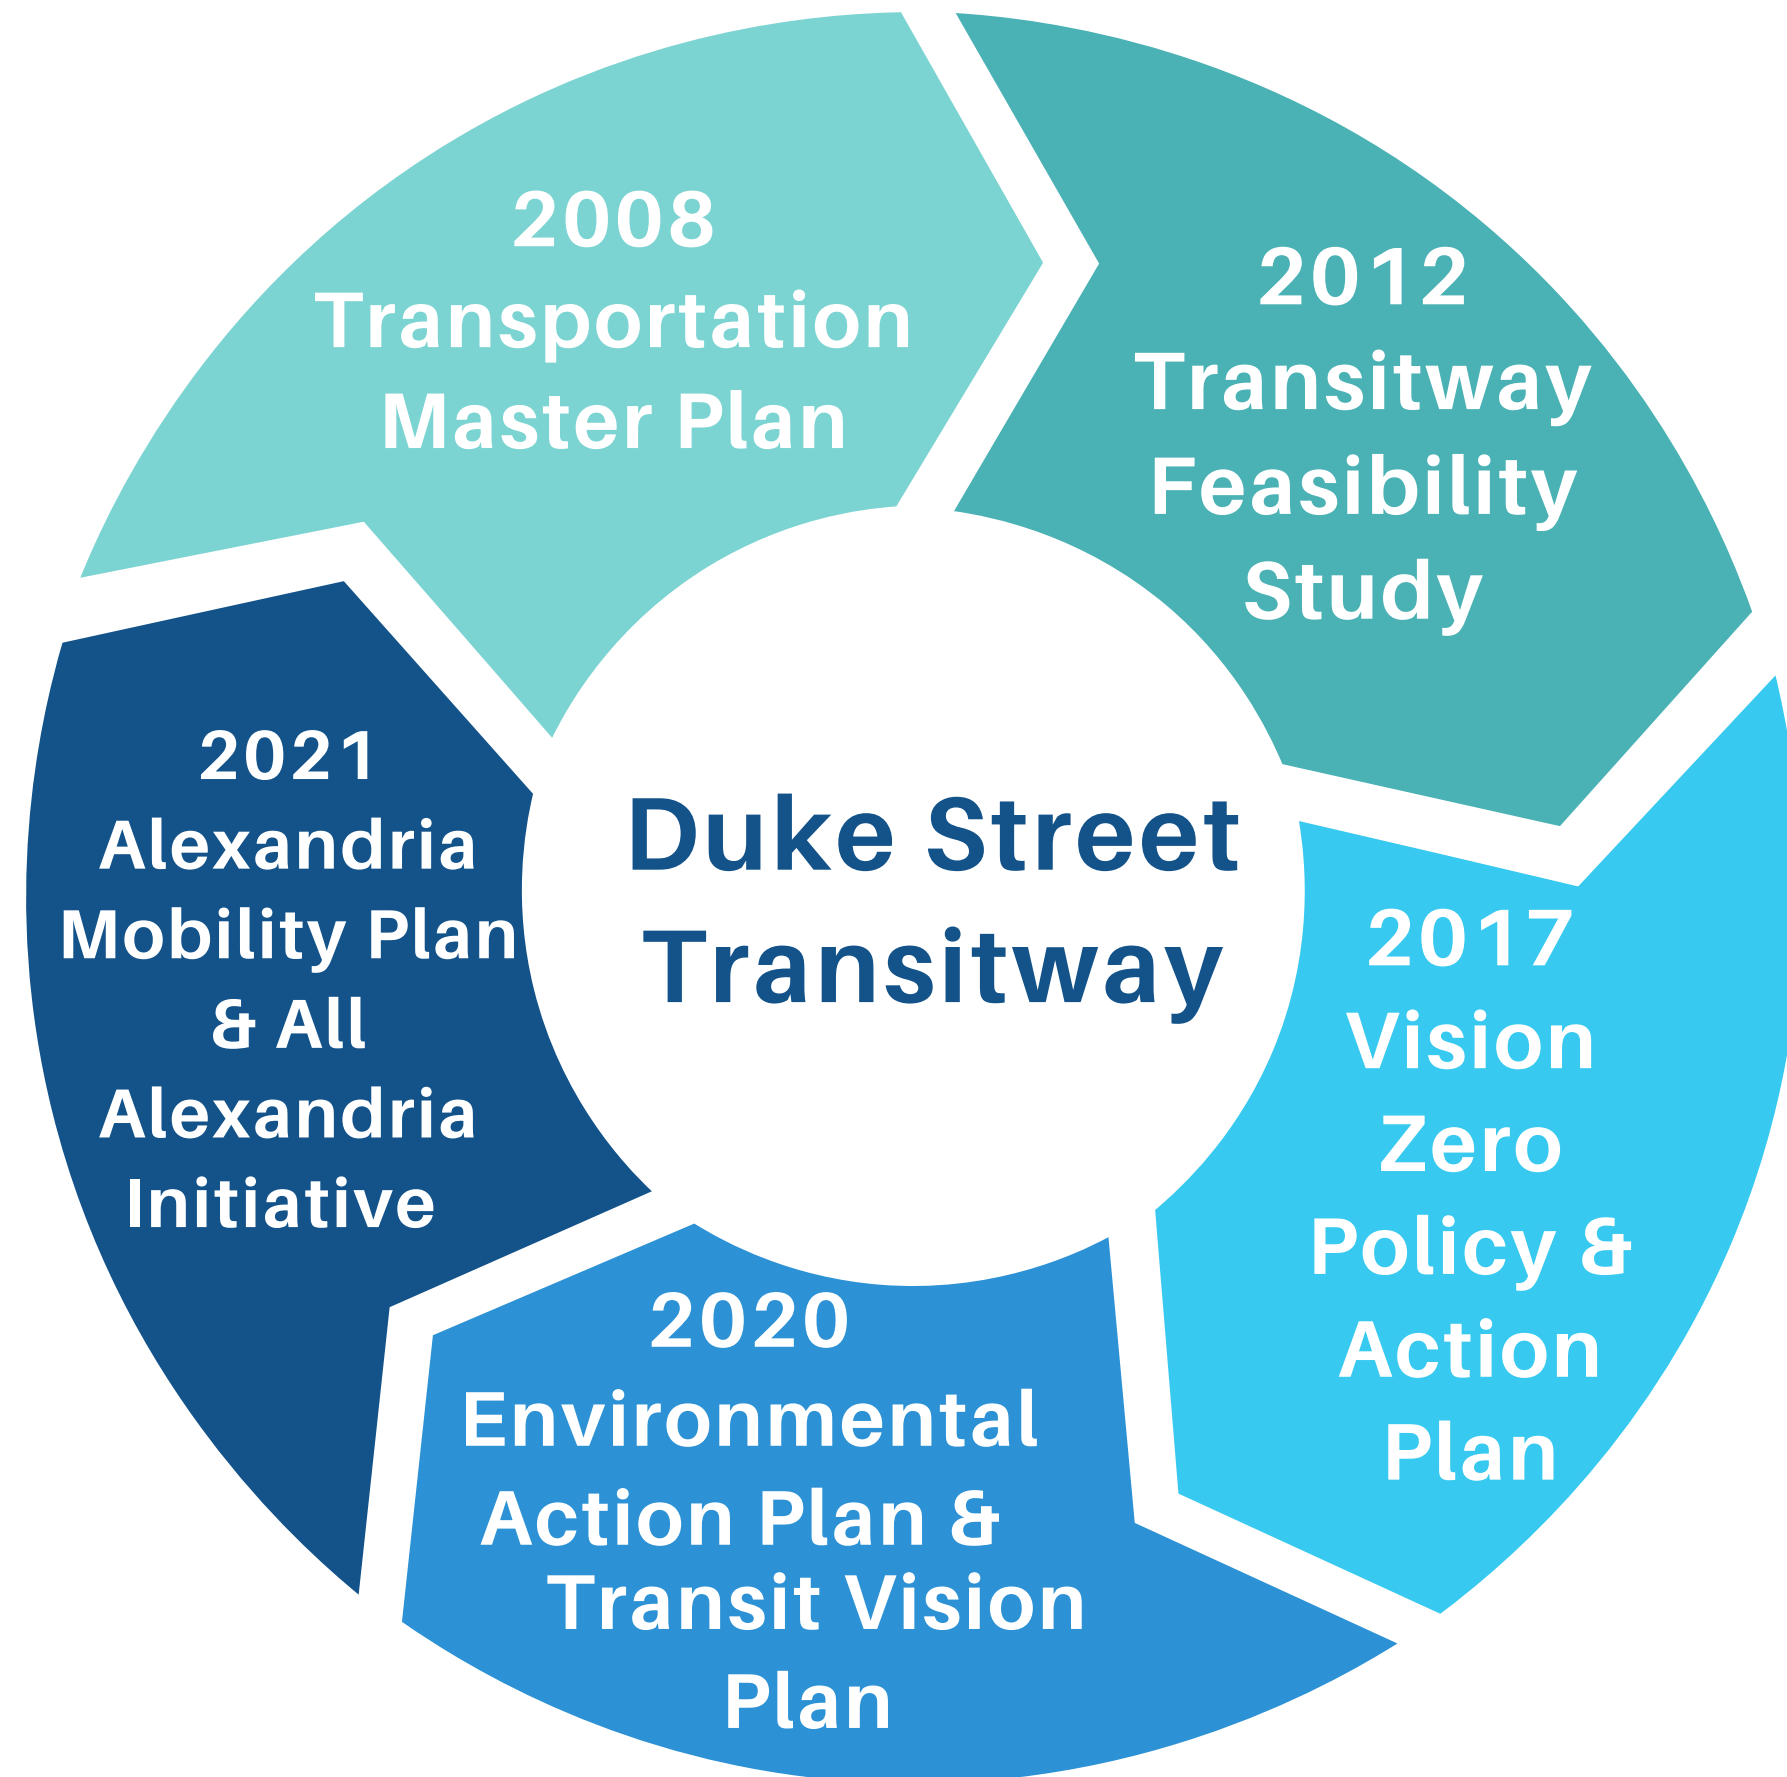 2008
Transportation
Master Plan
2012
Transitway
Feasibility
Study
2017
Vision
Zero
Policy &
Action
Plan
2020
Environmental
Action Plan &
Transit Vision
Plan
2021
Alexandria
Mobility Plan
& All
Alexandria
Initiative
Duke Street
Transitway